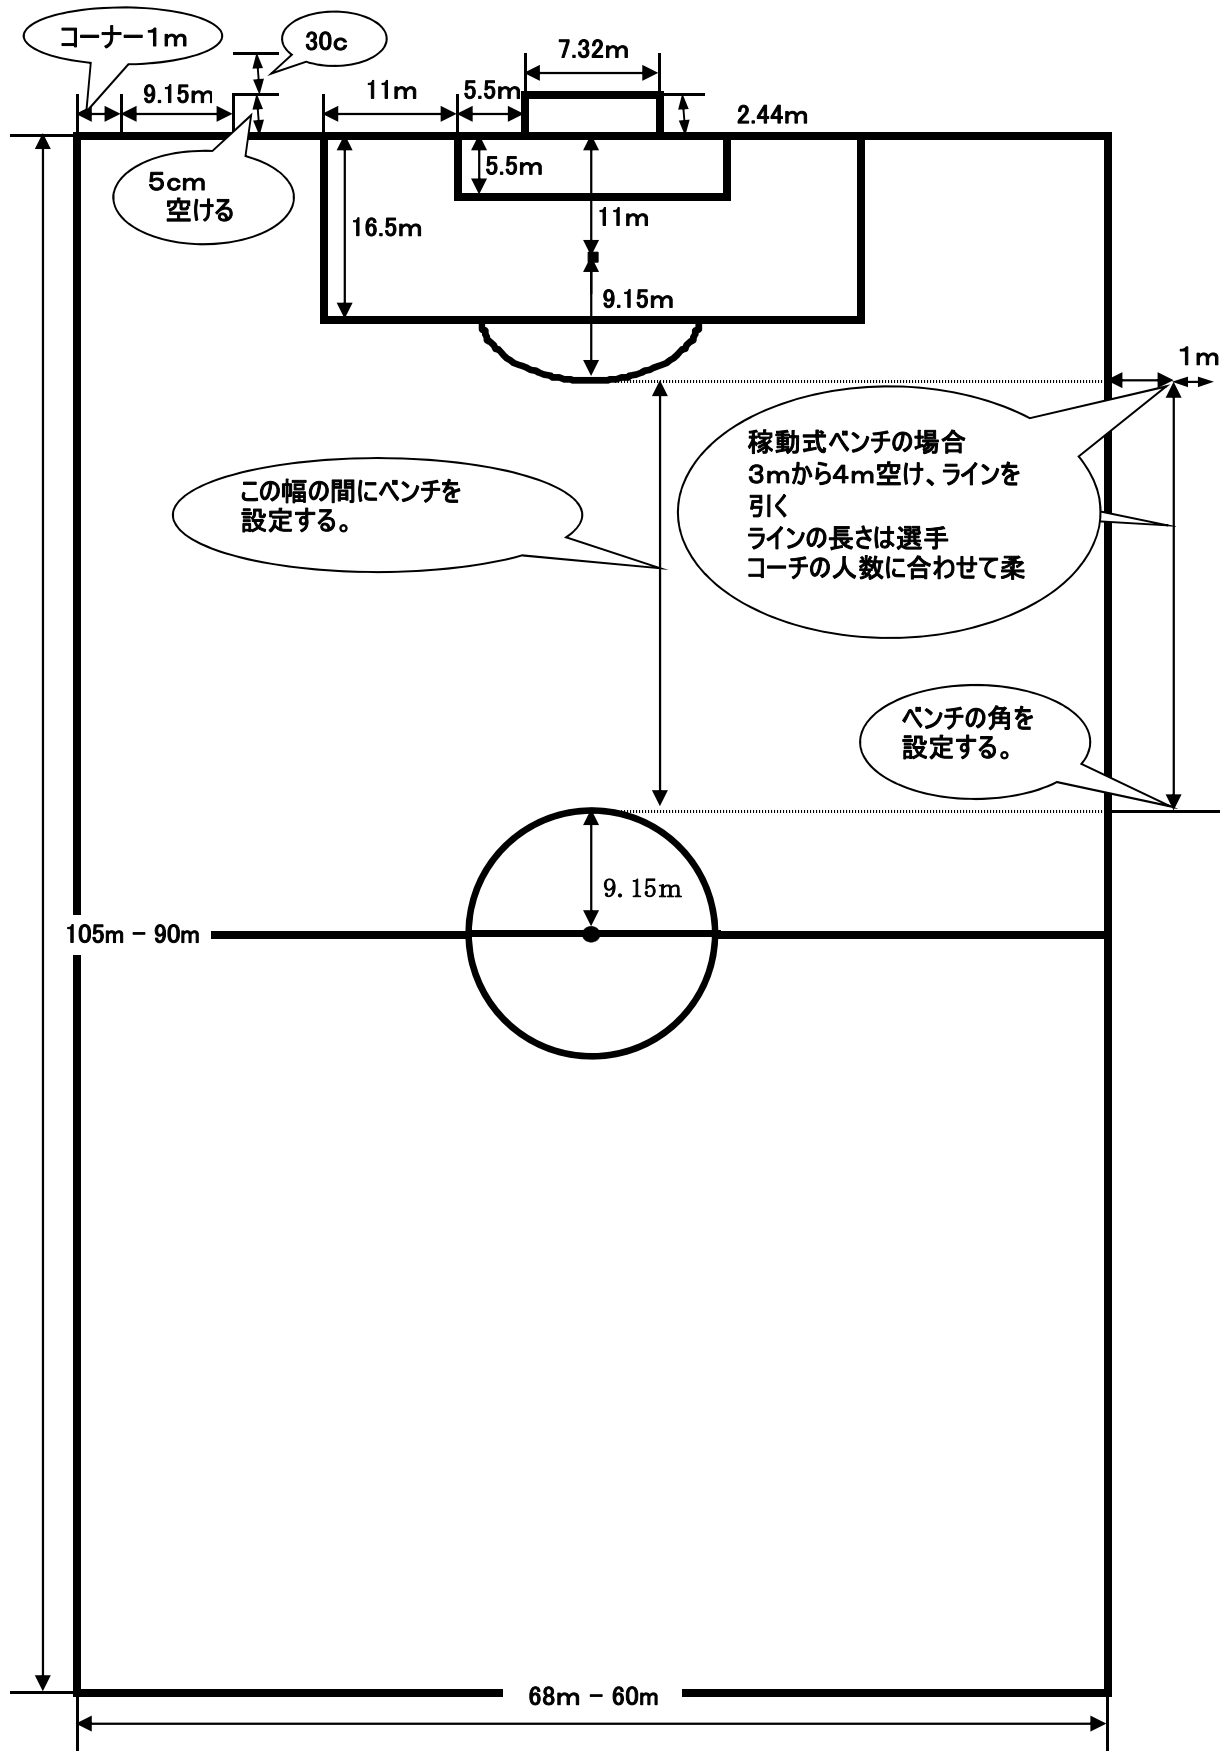 コーナー1m
30c
7.32m
9.15m
11m
5.5m
2.44m
5cm
空ける
5.5m
16.5m
11m
9.15m
1m
稼動式ベンチの場合
3mから4m空け、ラインを
引く
ラインの長さは選手
コーチの人数に合わせて柔
この幅の間にベンチを
設定する。
ベンチの角を
設定する。
9.15m
105m － 90m
68m － 60m